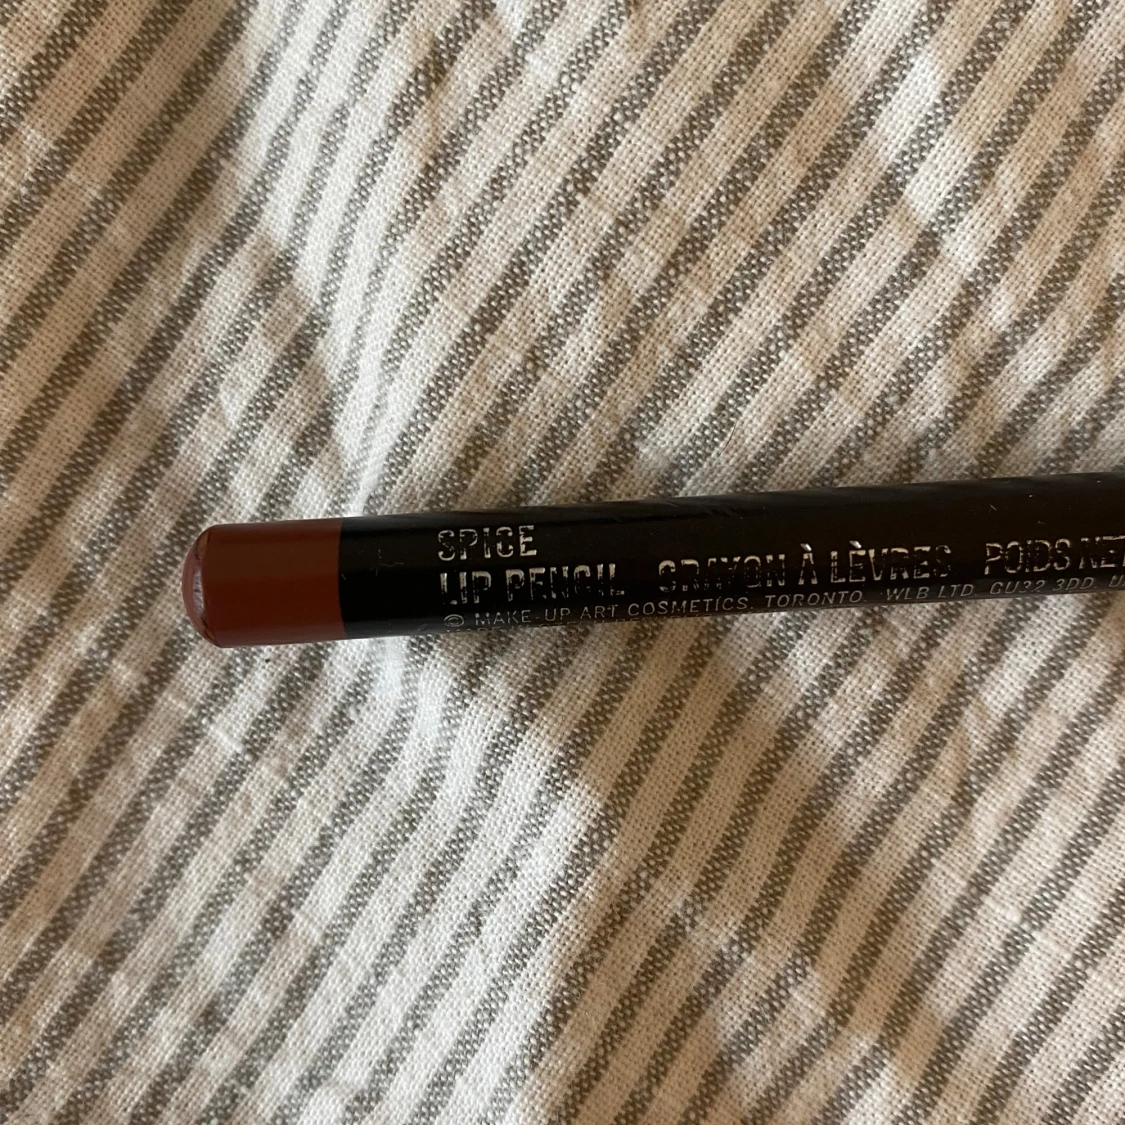 SPICE
LIP PENCIL CRAYON À LÈVRES POIDS NET
© MAKE-UP ART COSMETICS, TORONTO WLB LTD GU32 3DD